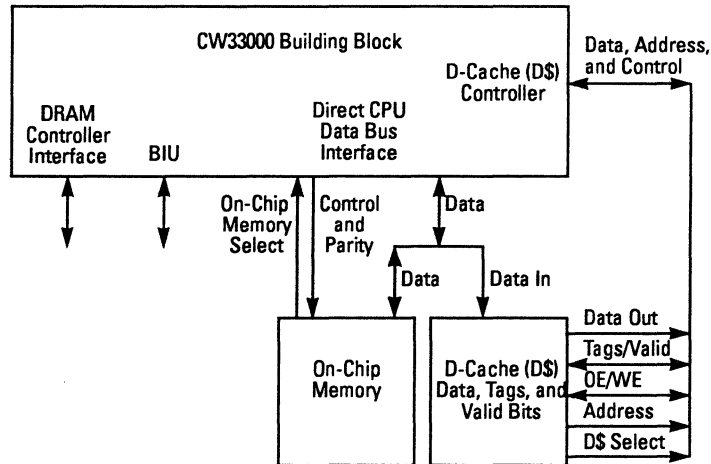 CW33000 Building Block
Data, Address,
and Control
D-Cache (D$)
Controller
DRAM
Controller
Interface
BIU
Direct CPU
Data Bus
Interface
On-Chip
Memory
Select
Control
and
Parity
Data
Data
Data In
On-Chip
Memory
D-Cache (D$)
Data, Tags, and
Valid Bits
Data Out
Tags/Valid
OE/WE
Address
D$ Select